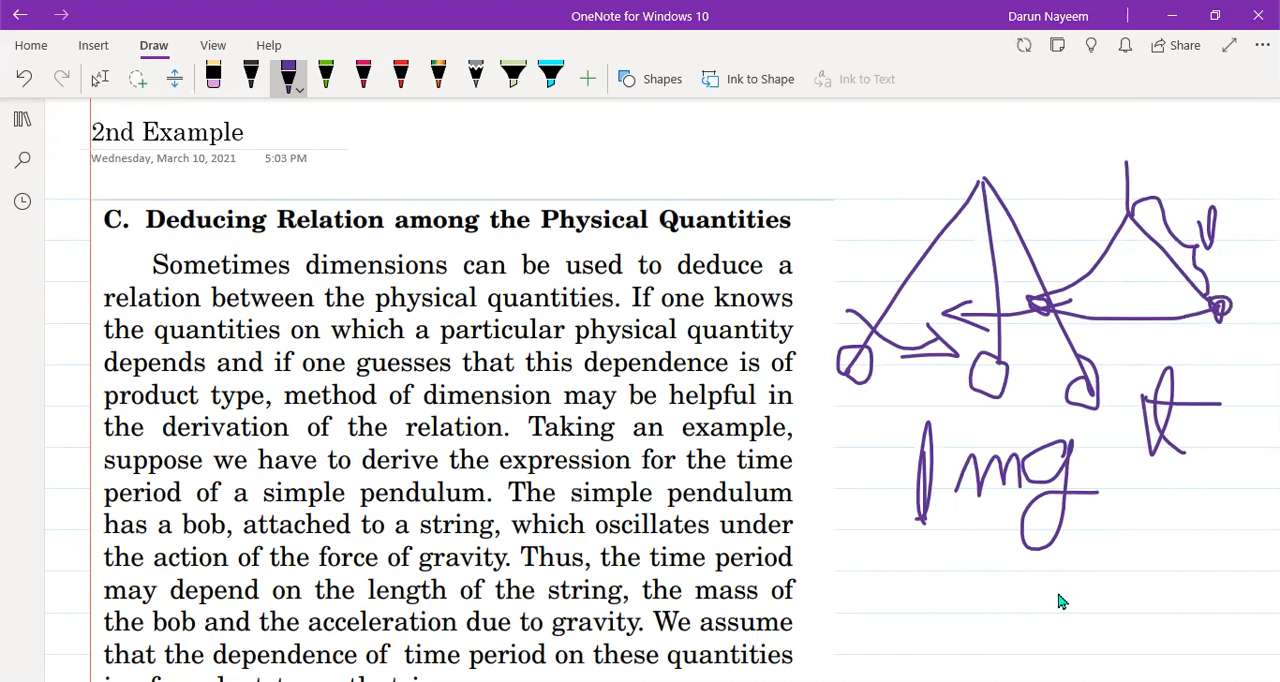 OneNote for Windows 10
Darun Nayeem
Home Insert Draw View Help
Share
Shapes
Ink to Shape
Ink to Text
2nd Example
Wednesday, March 10, 2021 5:03 PM
C. Deducing Relation among the Physical Quantities
Sometimes dimensions can be used to deduce a
relation between the physical quantities. If one knows
the quantities on which a particular physical quantity
depends and if one guesses that this dependence is of
product type, method of dimension may be helpful in
the derivation of the relation. Taking an example,
suppose we have to derive the expression for the time
period of a simple pendulum. The simple pendulum
has a bob, attached to a string, which oscillates under
the action of the force of gravity. Thus, the time period
may depend on the length of the string, the mass of
the bob and the acceleration due to gravity. We assume
that the dependence of time period on these quantities
l
l m g
t